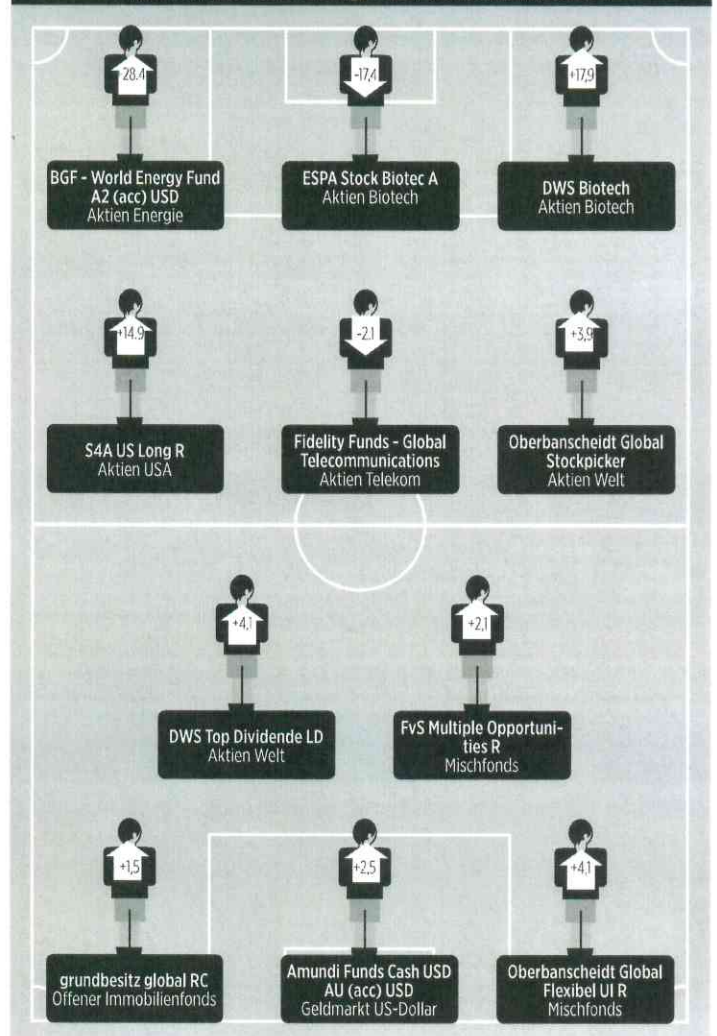 +28.4
-17,4
+17,9
BGF - World Energy Fund
A2 (acc) USD
Aktien Energie
ESPA Stock Biotec A
Aktien Biotech
DWS Biotech
Aktien Biotech
+14.9
-2.1
+3,9
S4A US Long R
Aktien USA
Fidelity Funds - Global
Telecommunications
Aktien Telekom
Oberbanscheidt Global
Stockpicker
Aktien Welt
+4,1
+2,1
DWS Top Dividende LD
Aktien Welt
FvS Multiple Opportuni-
ties R
Mischfonds
+1,5
+2,5
+4,1
grundbesitz global RC
Offener Immobilienfonds
Amundi Funds Cash USD
AU (acc) USD
Geldmarkt US-Dollar
Oberbanscheidt Global
Flexibel UI R
Mischfonds